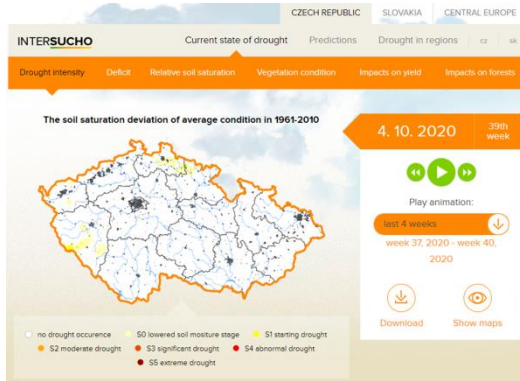 CZECH REPUBLIC SLOVAKIA CENTRAL EUROPE
INTERSUCHO Current state of drought Predictions Drought in regions cz sk
Drought intensity Deficit Relative soil saturation Vegetation condition Impacts on yield Impacts on forests
The soil saturation deviation of average condition in 1961-2010
4. 10. 2020 39th
week
Play animation:
last 4 weeks
week 37, 2020 - week 40,
2020
Download Show maps
no drought occurence S0 lowered soil mositure stage S1 starting drought
S2 moderate drought S3 significant drought S4 abnormal drought
S5 extreme drought